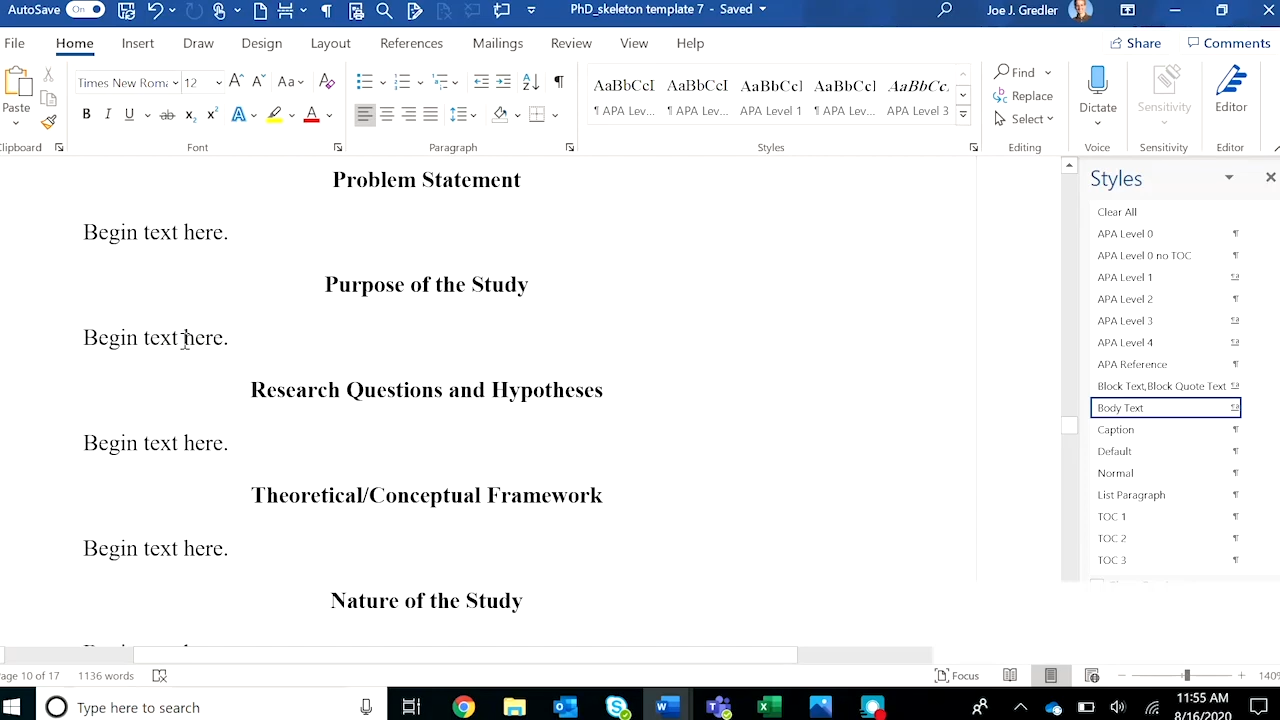 AutoSave On PhD_skeleton template 7 - Saved Joe J. Gredler
File Home Insert Draw Design Layout References Mailings Review View Help Share Comments
Times New Roma 12 Aa AaBbCcI AaBbCcI AaBbCcI AaBbCcI AaBbCc. Find
Paste Replace Dictate Sensitivity Editor
B I U ab x₂ x² A A ¶ APA Lev... ¶ APA Lev... APA Level 1 ¶ APA Lev... APA Level 3 Select
Clipboard Font Paragraph Styles Editing Voice Sensitivity Editor
Problem Statement
Begin text here.
Purpose of the Study
Begin text here.
Research Questions and Hypotheses
Begin text here.
Theoretical/Conceptual Framework
Begin text here.
Nature of the Study
Styles
Clear All
APA Level 0 ¶
APA Level 0 no TOC ¶
APA Level 1 ¶a
APA Level 2 ¶
APA Level 3 ¶a
APA Level 4 ¶a
APA Reference ¶
Block Text,Block Quote Text ¶a
Body Text ¶a
Caption ¶
Default ¶
Normal ¶
List Paragraph ¶
TOC 1 ¶
TOC 2 ¶
TOC 3 ¶
age 10 of 17 1136 words Focus 140%
Type here to search 11:55 AM
8/16/2020